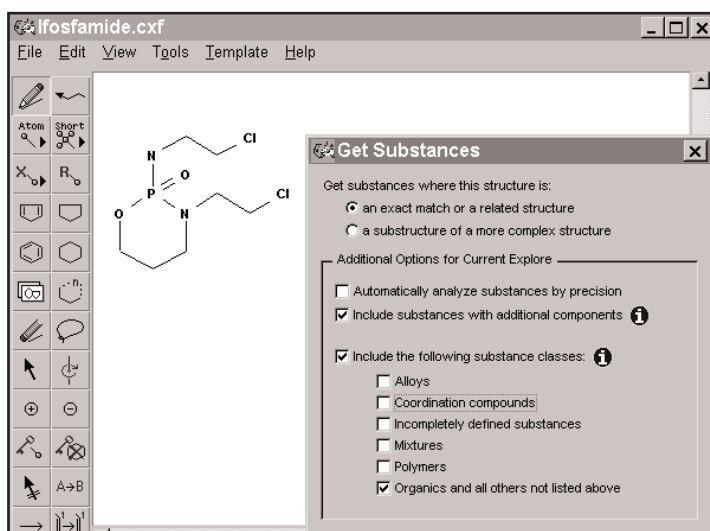 Ifosfamide.cxf
File Edit View Tools Template Help
Atom Short
X R
n
A→B
N
Cl
P O
O N
Cl
Get Substances
Get substances where this structure is:
an exact match or a related structure
a substructure of a more complex structure
Additional Options for Current Explore
Automatically analyze substances by precision
Include substances with additional components i
Include the following substance classes: i
Alloys
Coordination compounds
Incompletely defined substances
Mixtures
Polymers
Organics and all others not listed above